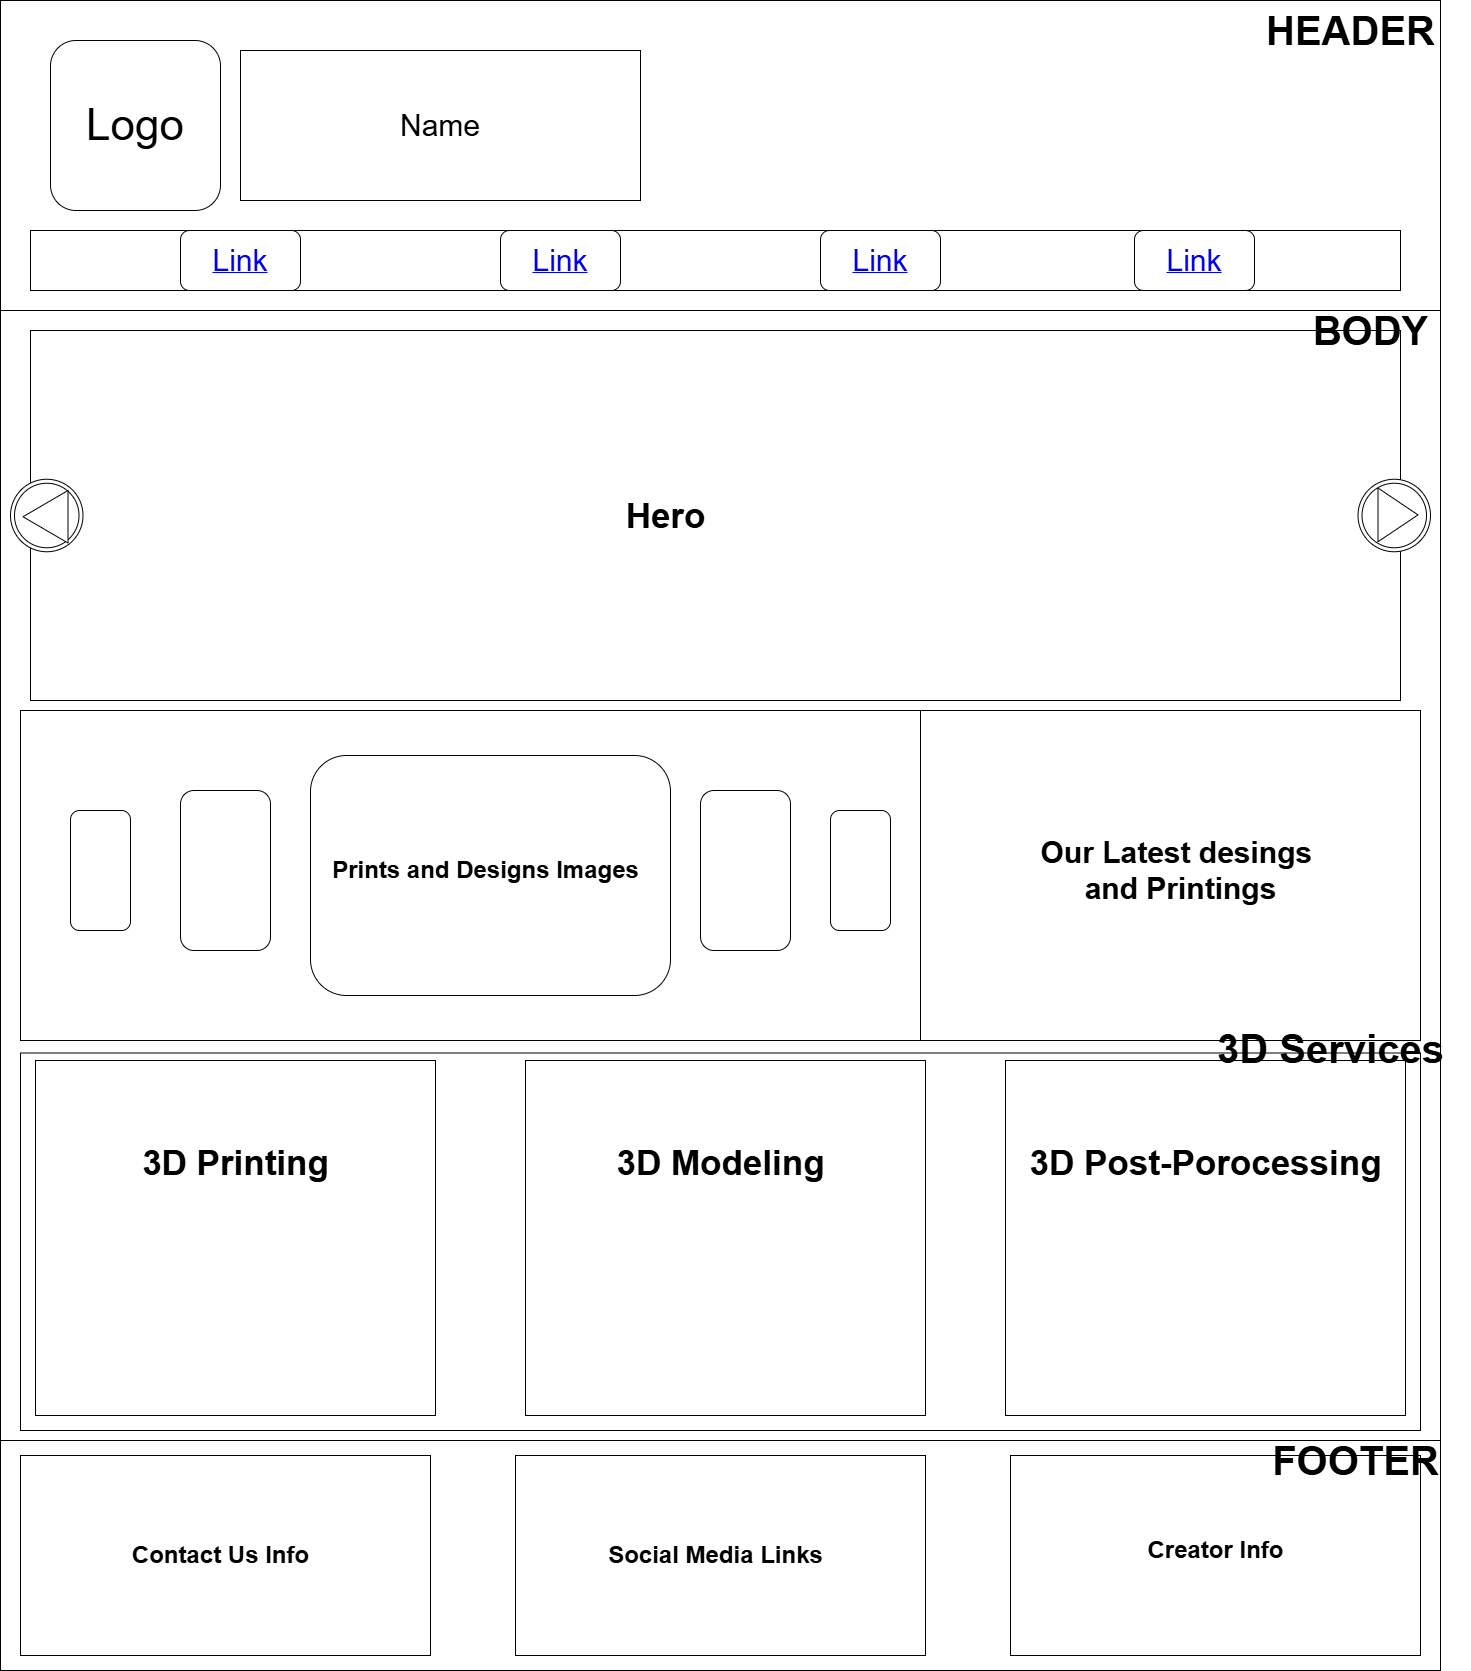 HEADER
Logo
Name
Link
Link
Link
Link
BODY
Hero
Prints and Designs Images
Our Latest desings
and Printings
3D Services
3D Printing
3D Modeling
3D Post-Porocessing
FOOTER
Contact Us Info
Social Media Links
Creator Info